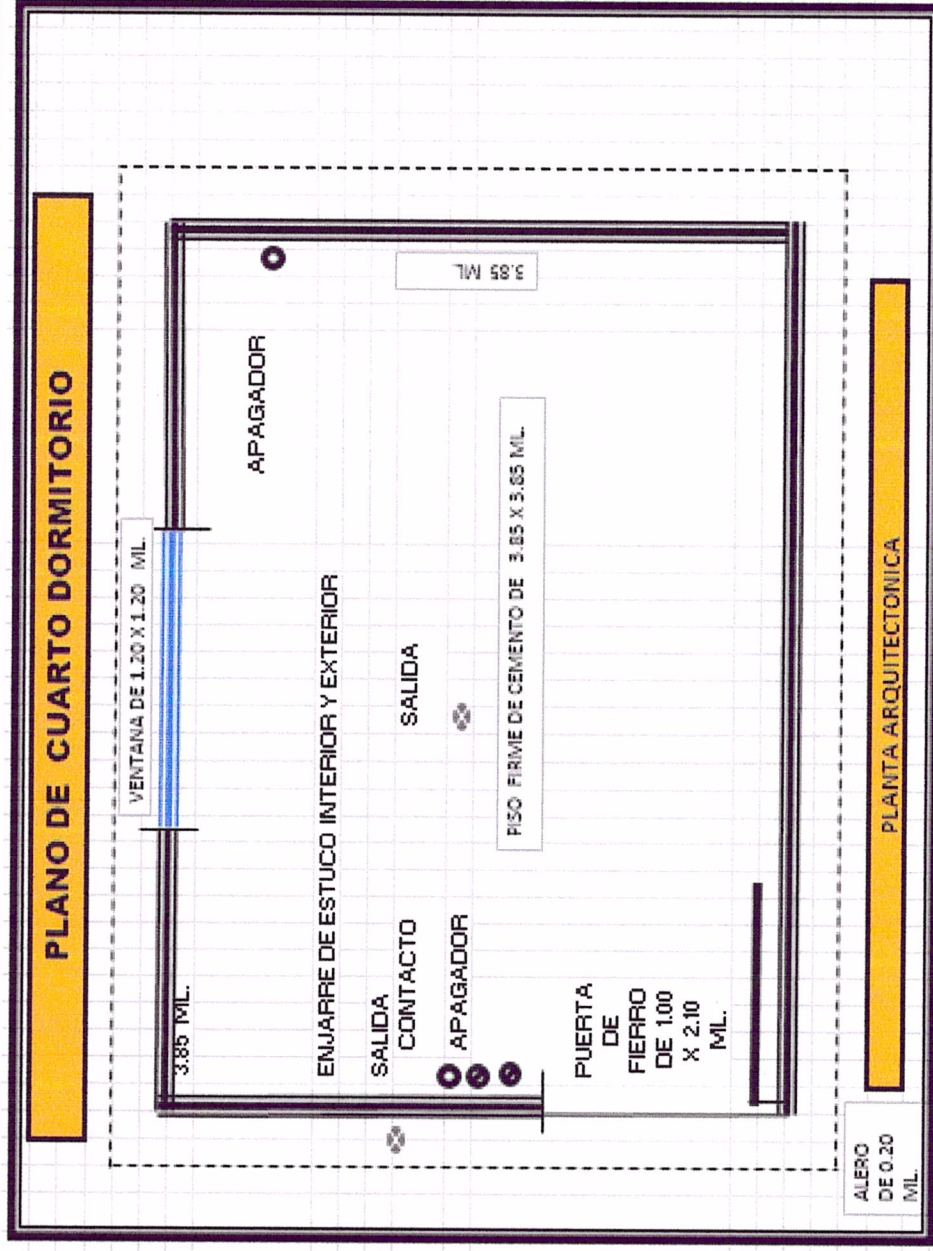 PLANO DE CUARTO DORMITORIO
VENTANA DE 1.20 X 1.20 ML.
3.85 ML.
APAGADOR
3.85 ML
ENJARRE DE ESTUCO INTERIOR Y EXTERIOR
SALIDA
SALIDA
CONTACTO
APAGADOR
PISO FIRME DE CEMENTO DE 3.85 X 3.85 ML.
PUERTA
DE
FIERRO
DE 1.00
X 2.10
ML.
ALERO
DE 0.20
ML.
PLANTA ARQUITECTONICA